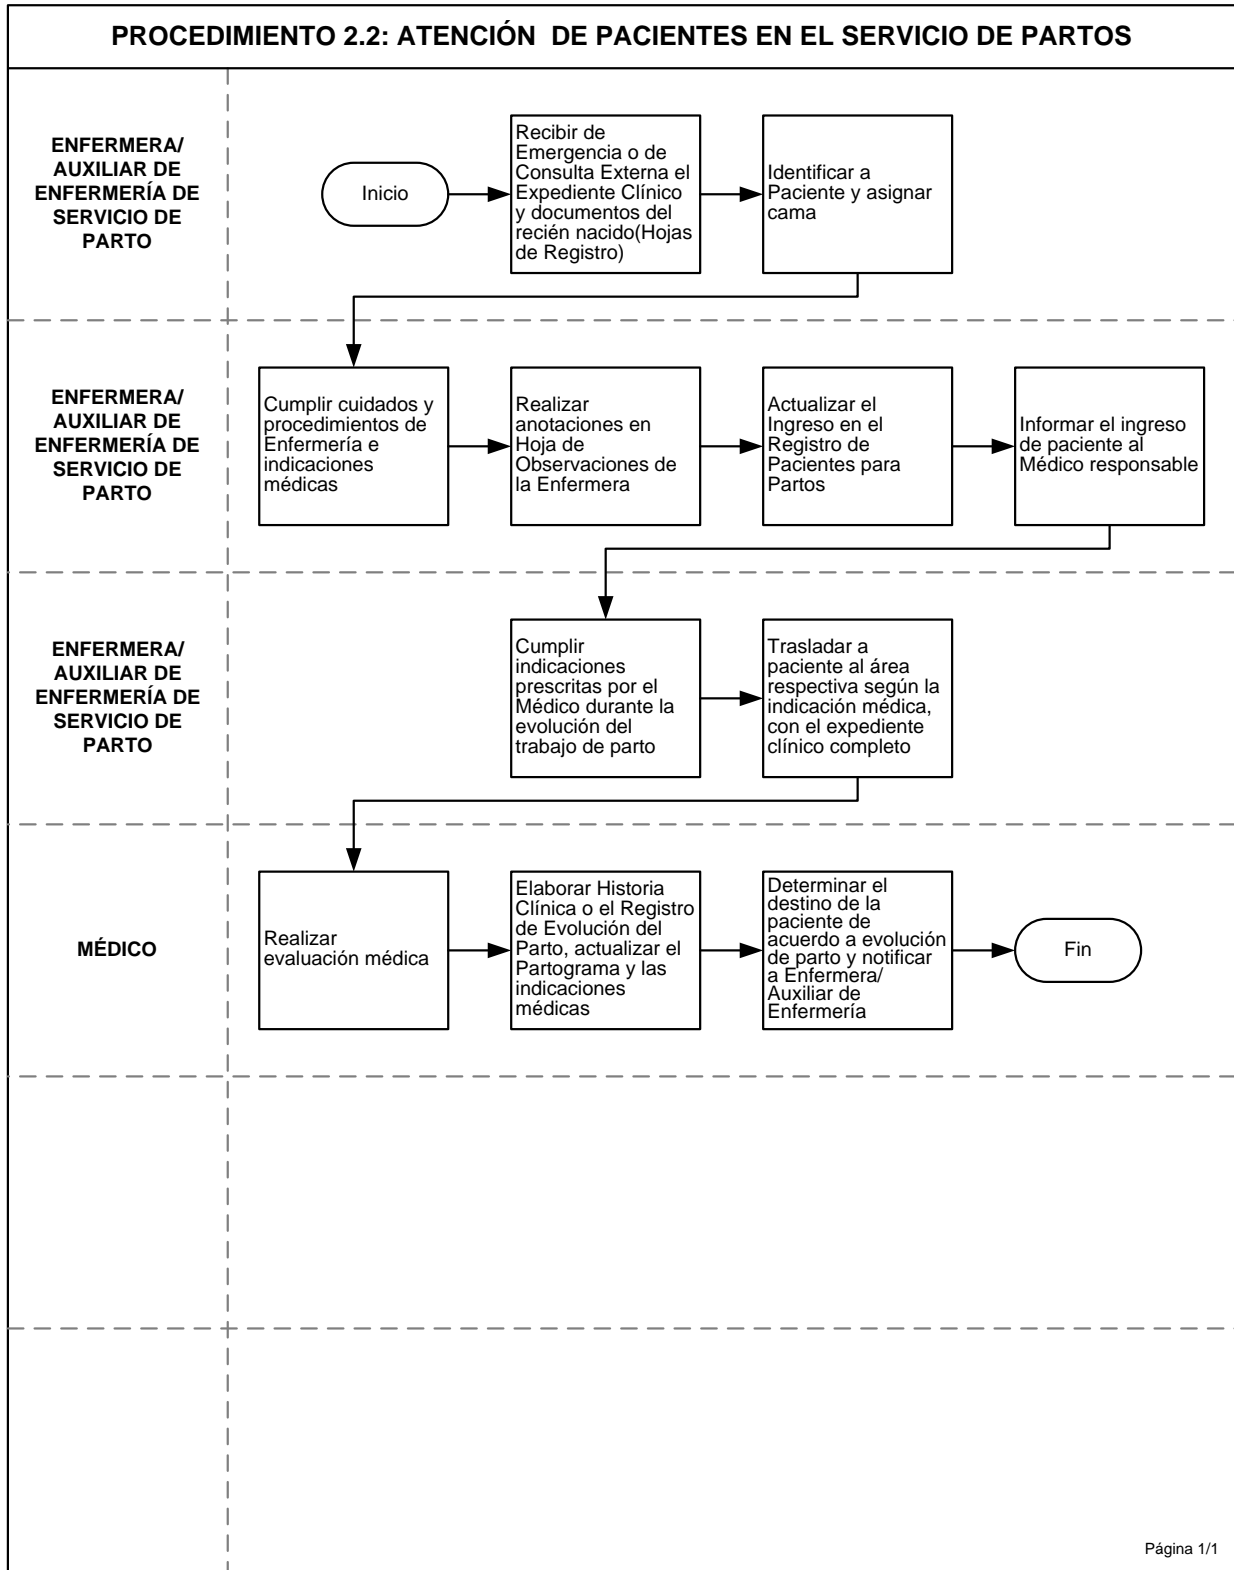 PROCEDIMIENTO 2.2: ATENCIÓN  DE PACIENTES EN EL SERVICIO DE PARTOS
ENFERMERA/
AUXILIAR DE
ENFERMERÍA DE
SERVICIO DE
PARTO
Inicio
Recibir de
Emergencia o de
Consulta Externa el
Expediente Clínico
y documentos del
recién nacido(Hojas
de Registro)
Identificar a
Paciente y asignar
cama
ENFERMERA/
AUXILIAR DE
ENFERMERÍA DE
SERVICIO DE
PARTO
Cumplir cuidados y
procedimientos de
Enfermería e
indicaciones
médicas
Realizar
anotaciones en
Hoja de
Observaciones de
la Enfermera
Actualizar el
Ingreso en el
Registro de
Pacientes para
Partos
Informar el ingreso
de paciente al
Médico responsable
ENFERMERA/
AUXILIAR DE
ENFERMERÍA DE
SERVICIO DE
PARTO
Cumplir
indicaciones
prescritas por el
Médico durante la
evolución del
trabajo de parto
Trasladar a
paciente al área
respectiva según la
indicación médica,
con el expediente
clínico completo
MÉDICO
Realizar
evaluación médica
Elaborar Historia
Clínica o el Registro
de Evolución del
Parto, actualizar el
Partograma y las
indicaciones
médicas
Determinar el
destino de la
paciente de
acuerdo a evolución
de parto y notificar
a Enfermera/
Auxiliar de
Enfermería
Fin
Página 1/1